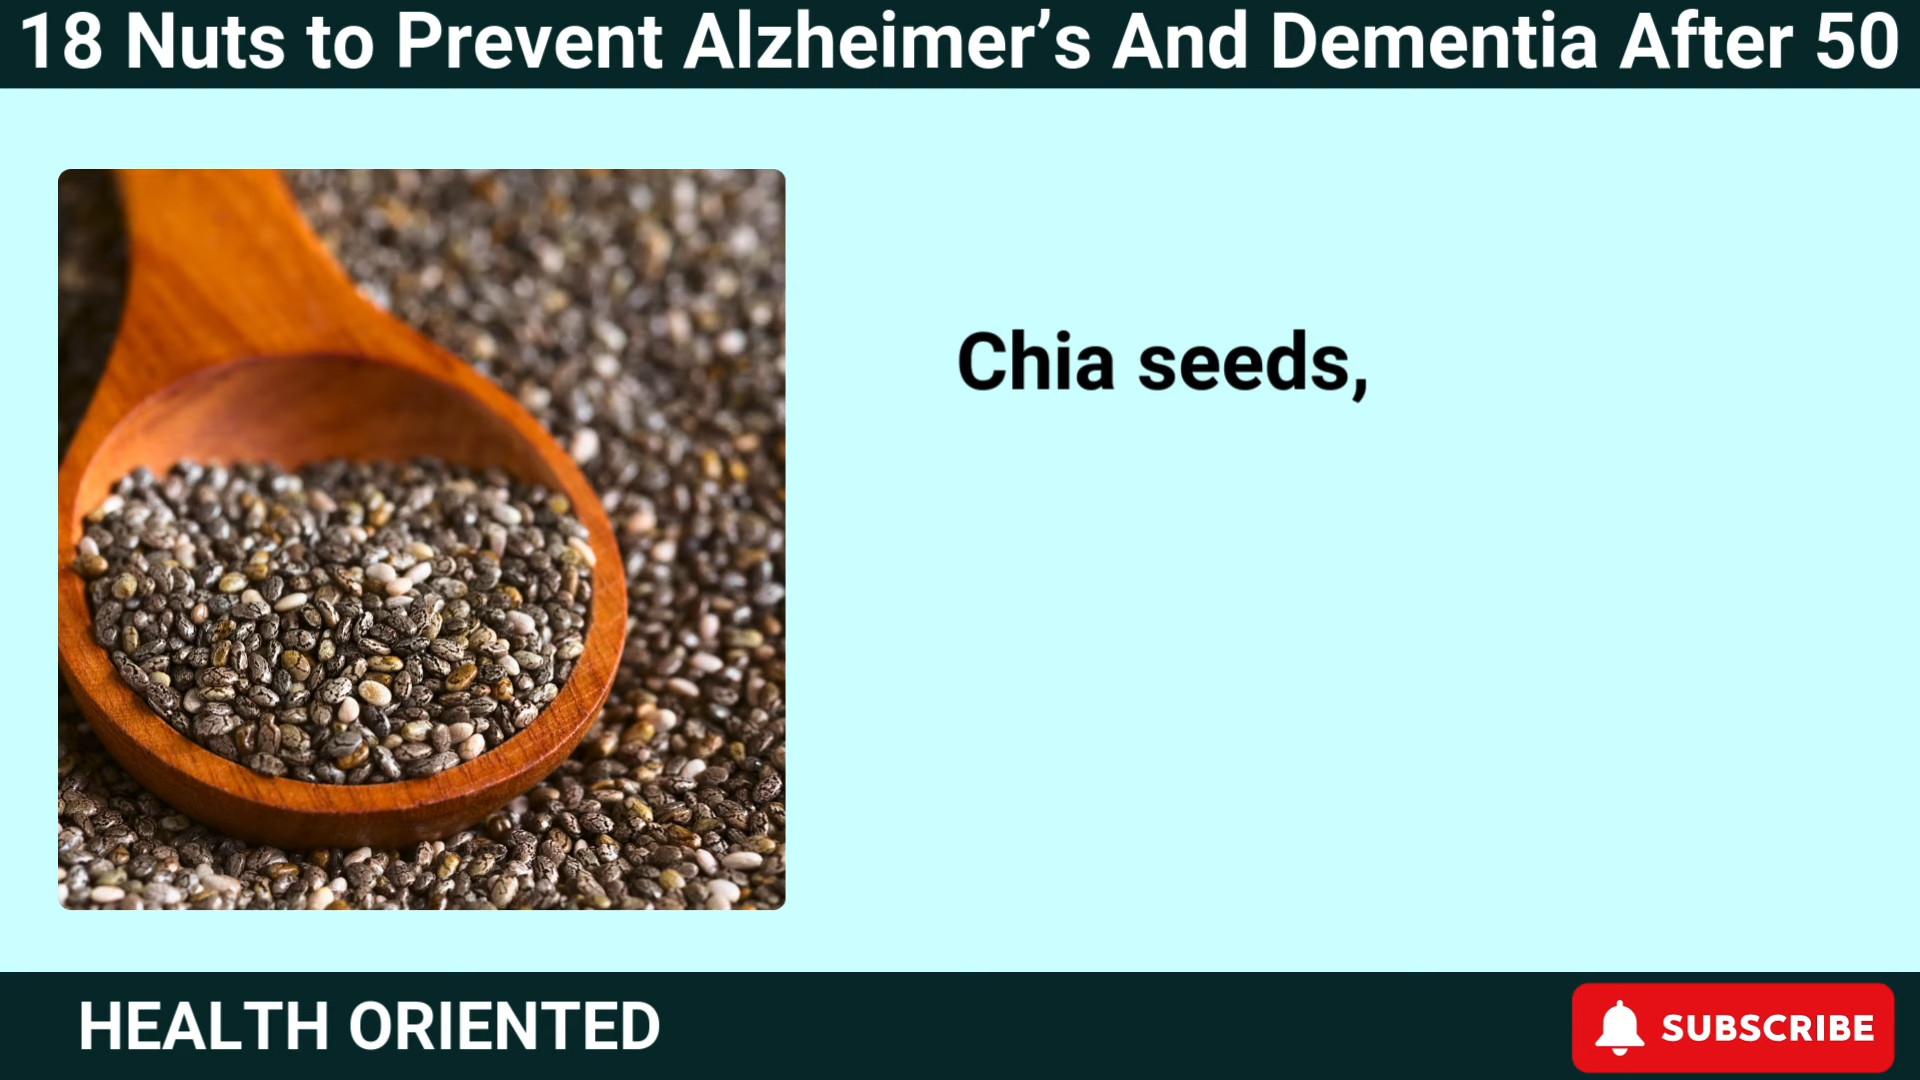 18 Nuts to Prevent Alzheimer’s And Dementia After 50
Chia seeds,
HEALTH ORIENTED
SUBSCRIBE